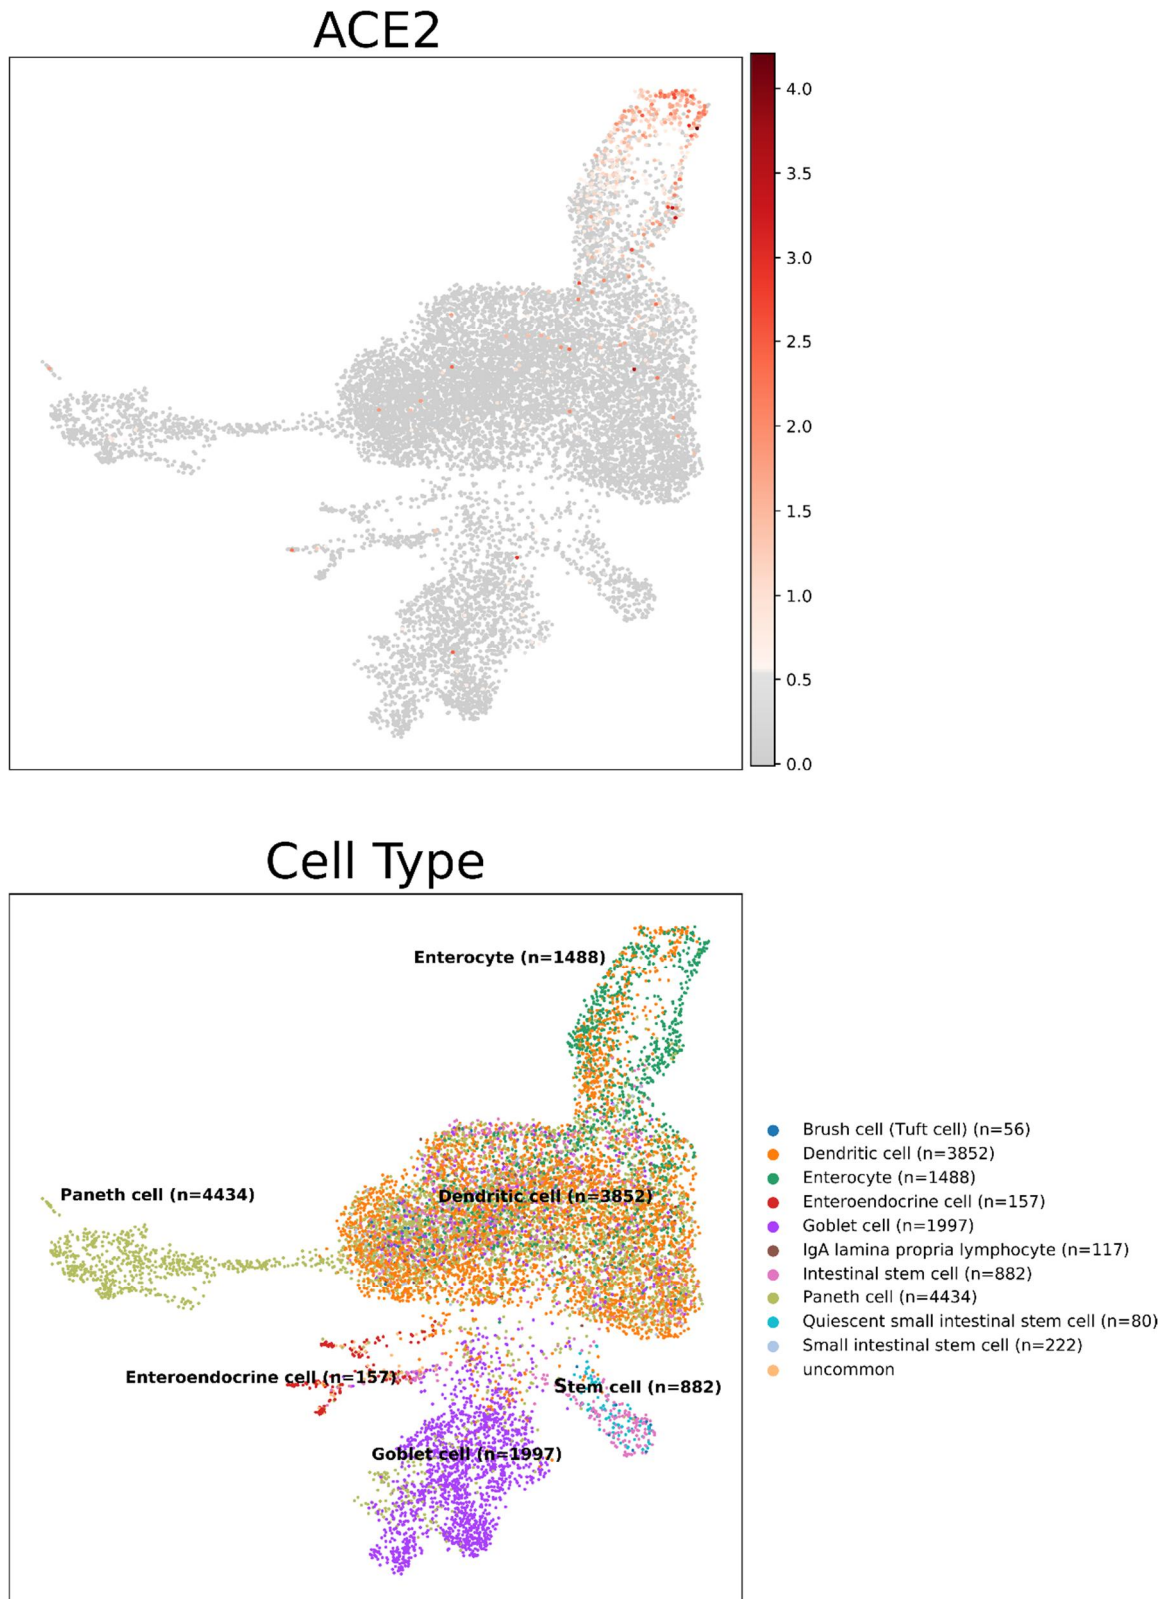 ACE2
4.0
3.5
3.0
2.5
2.0
1.5
1.0
0.5
0.0
Cell Type
Enterocyte (n=1488)
Paneth cell (n=4434)
Dendritic cell (n=3852)
Enteroendocrine cell (n=157)
Stem cell (n=882)
Goblet cell (n=1997)
Brush cell (Tuft cell) (n=56)
Dendritic cell (n=3852)
Enterocyte (n=1488)
Enteroendocrine cell (n=157)
Goblet cell (n=1997)
IgA lamina propria lymphocyte (n=117)
Intestinal stem cell (n=882)
Paneth cell (n=4434)
Quiescent small intestinal stem cell (n=80)
Small intestinal stem cell (n=222)
uncommon